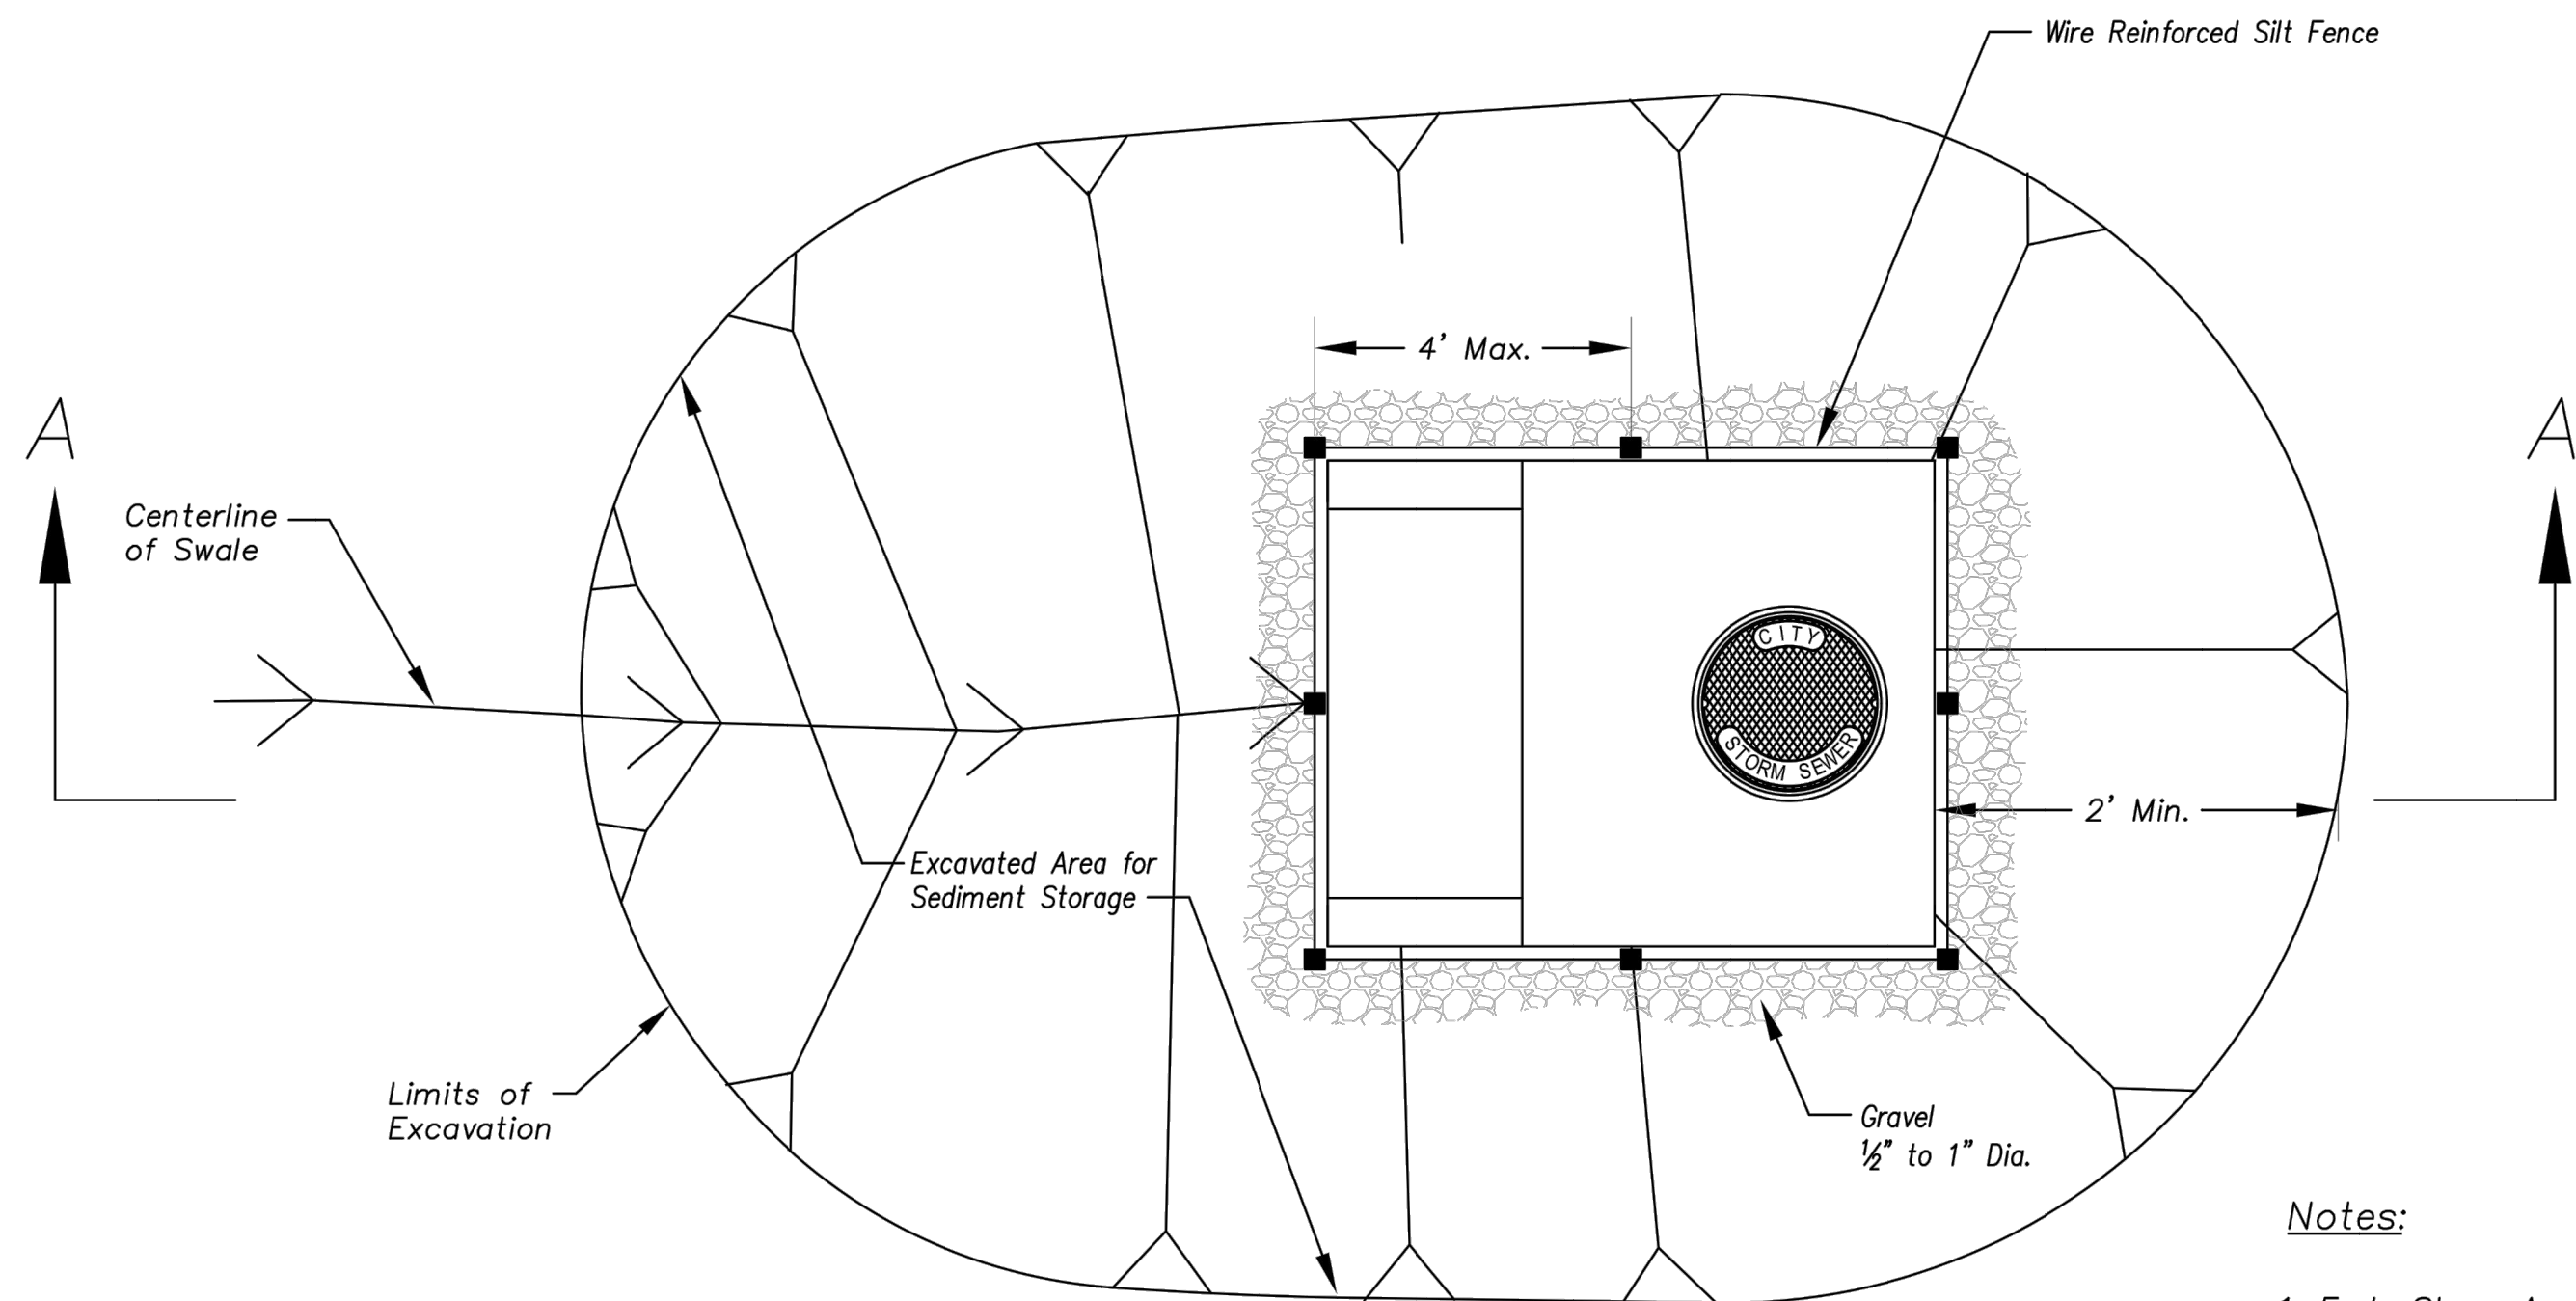 Wire Reinforced Silt Fence
4' Max.
A
A
Centerline
of Swale
CITY
STORM SEWER
2' Min.
Excavated Area for
Sediment Storage
Limits of
Excavation
Gravel
½" to 1" Dia.
Notes: